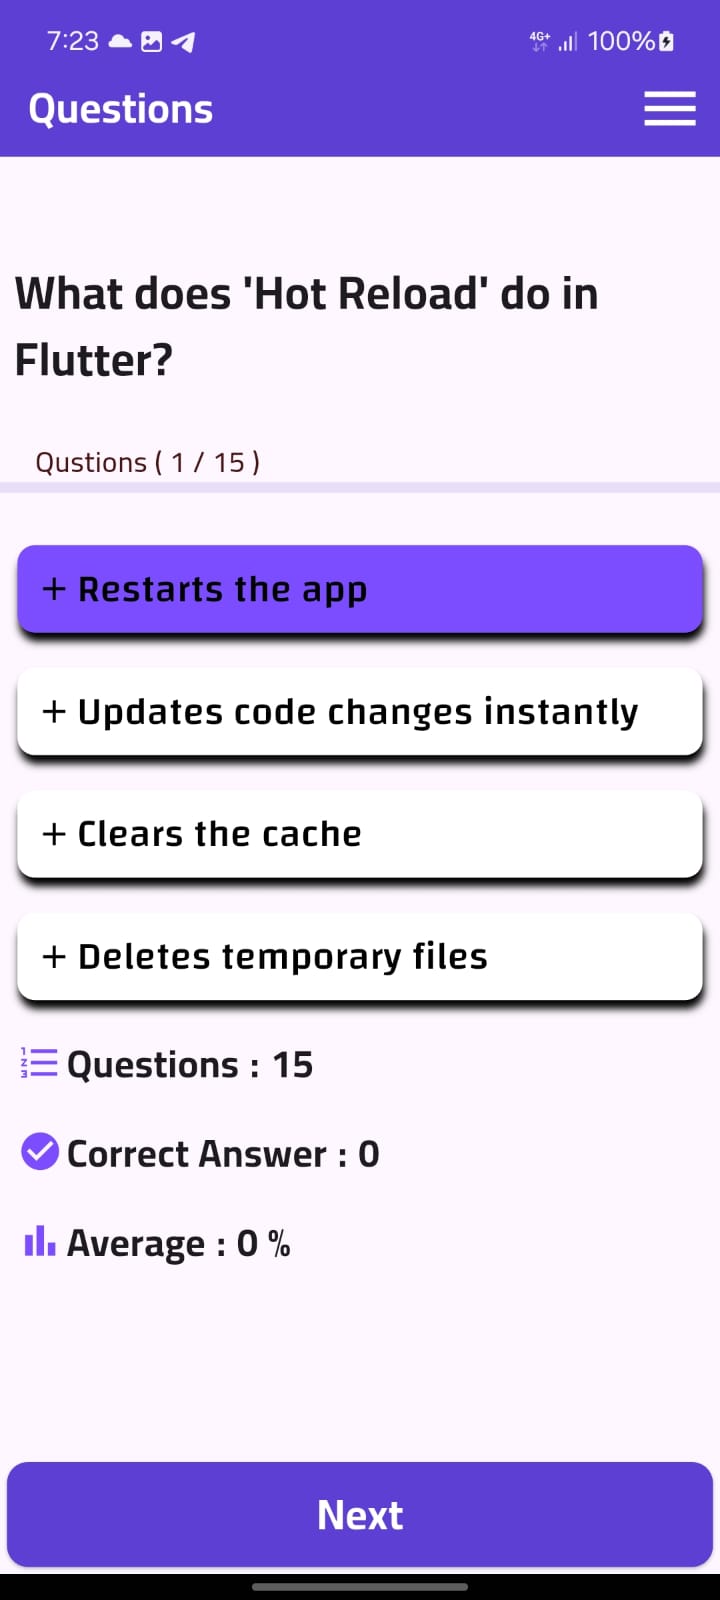 7:23 4G+ 100%
Questions
What does 'Hot Reload' do in
Flutter?
Qustions ( 1 / 15 )
+ Restarts the app
+ Updates code changes instantly
+ Clears the cache
+ Deletes temporary files
Questions : 15
Correct Answer : 0
Average : 0 %
Next